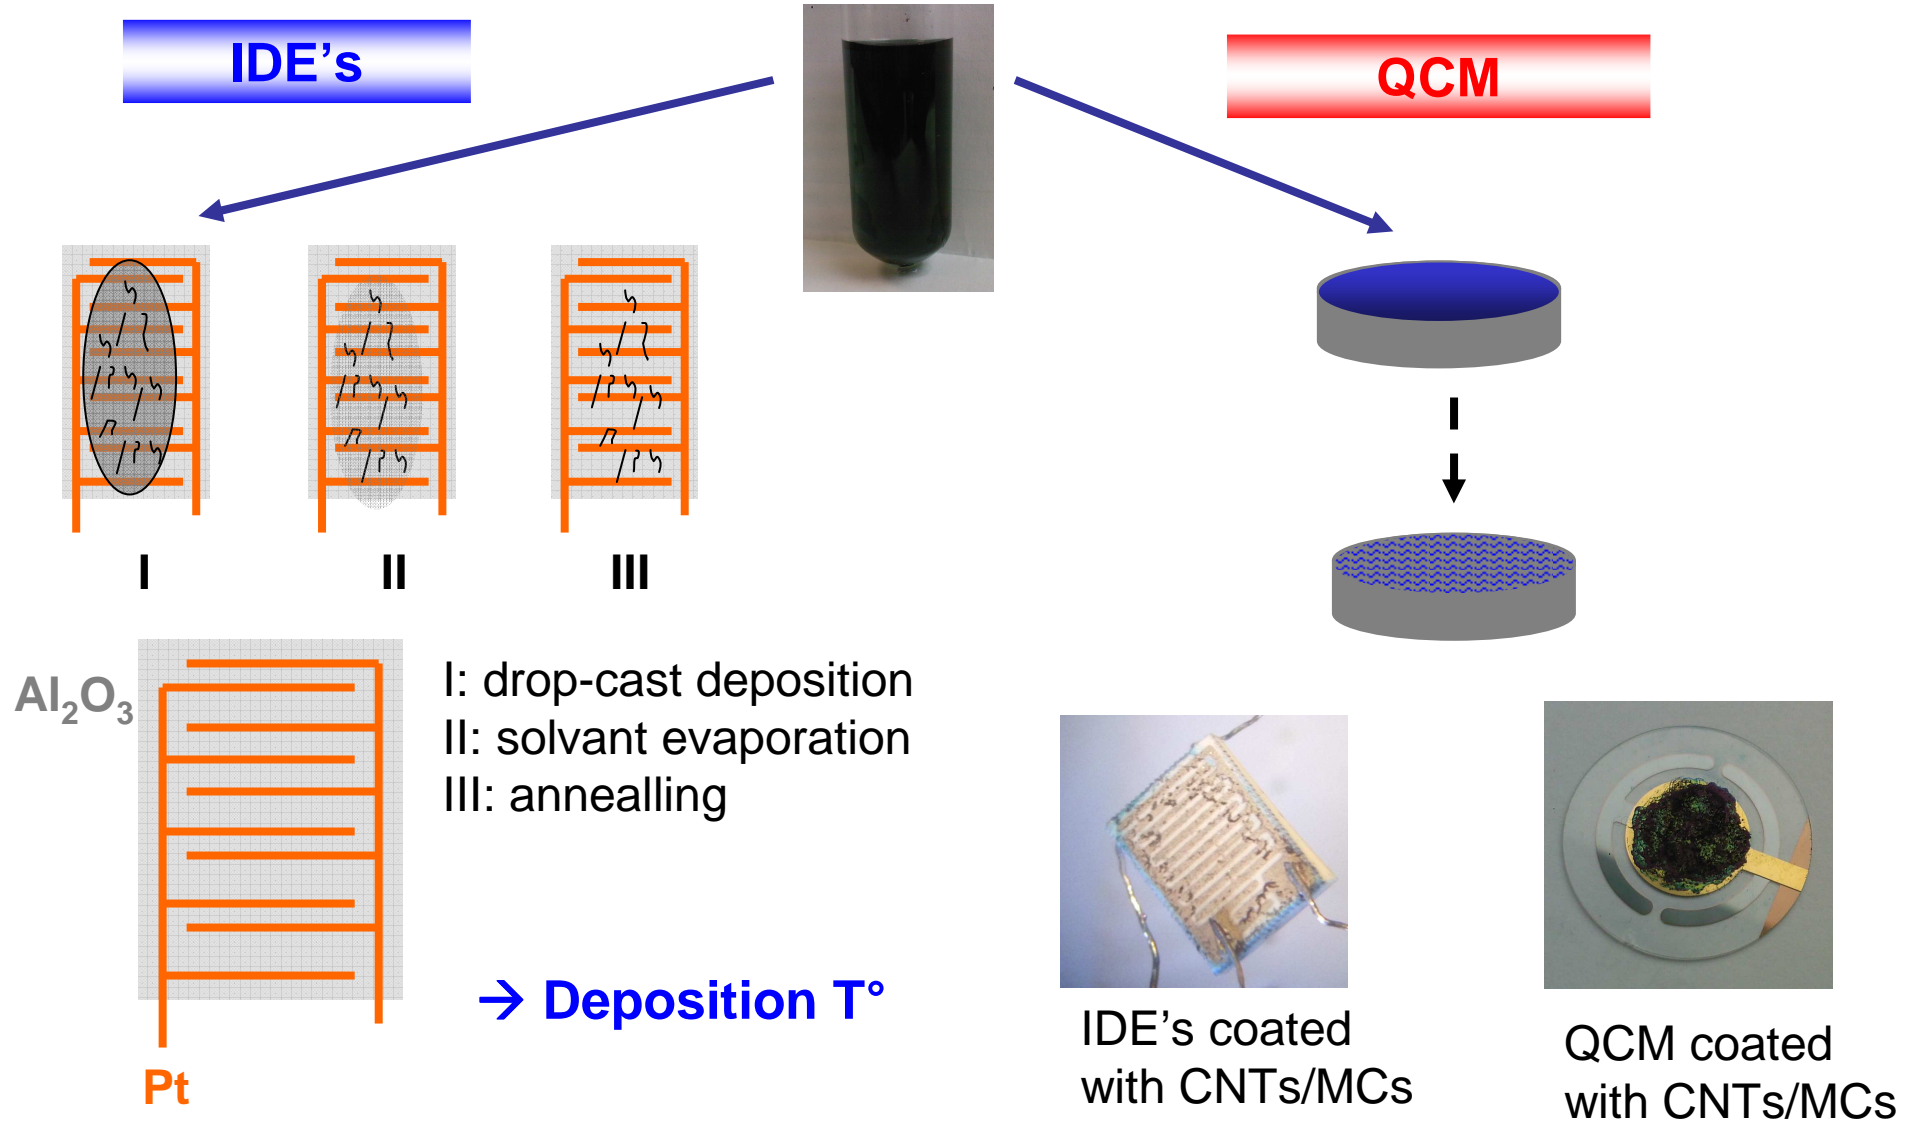 IDE's
QCM
I
II
III
Al2O3
I: drop-cast deposition
II: solvant evaporation
III: annealling
→ Deposition T°
Pt
IDE's coated
with CNTs/MCs
QCM coated
with CNTs/MCs